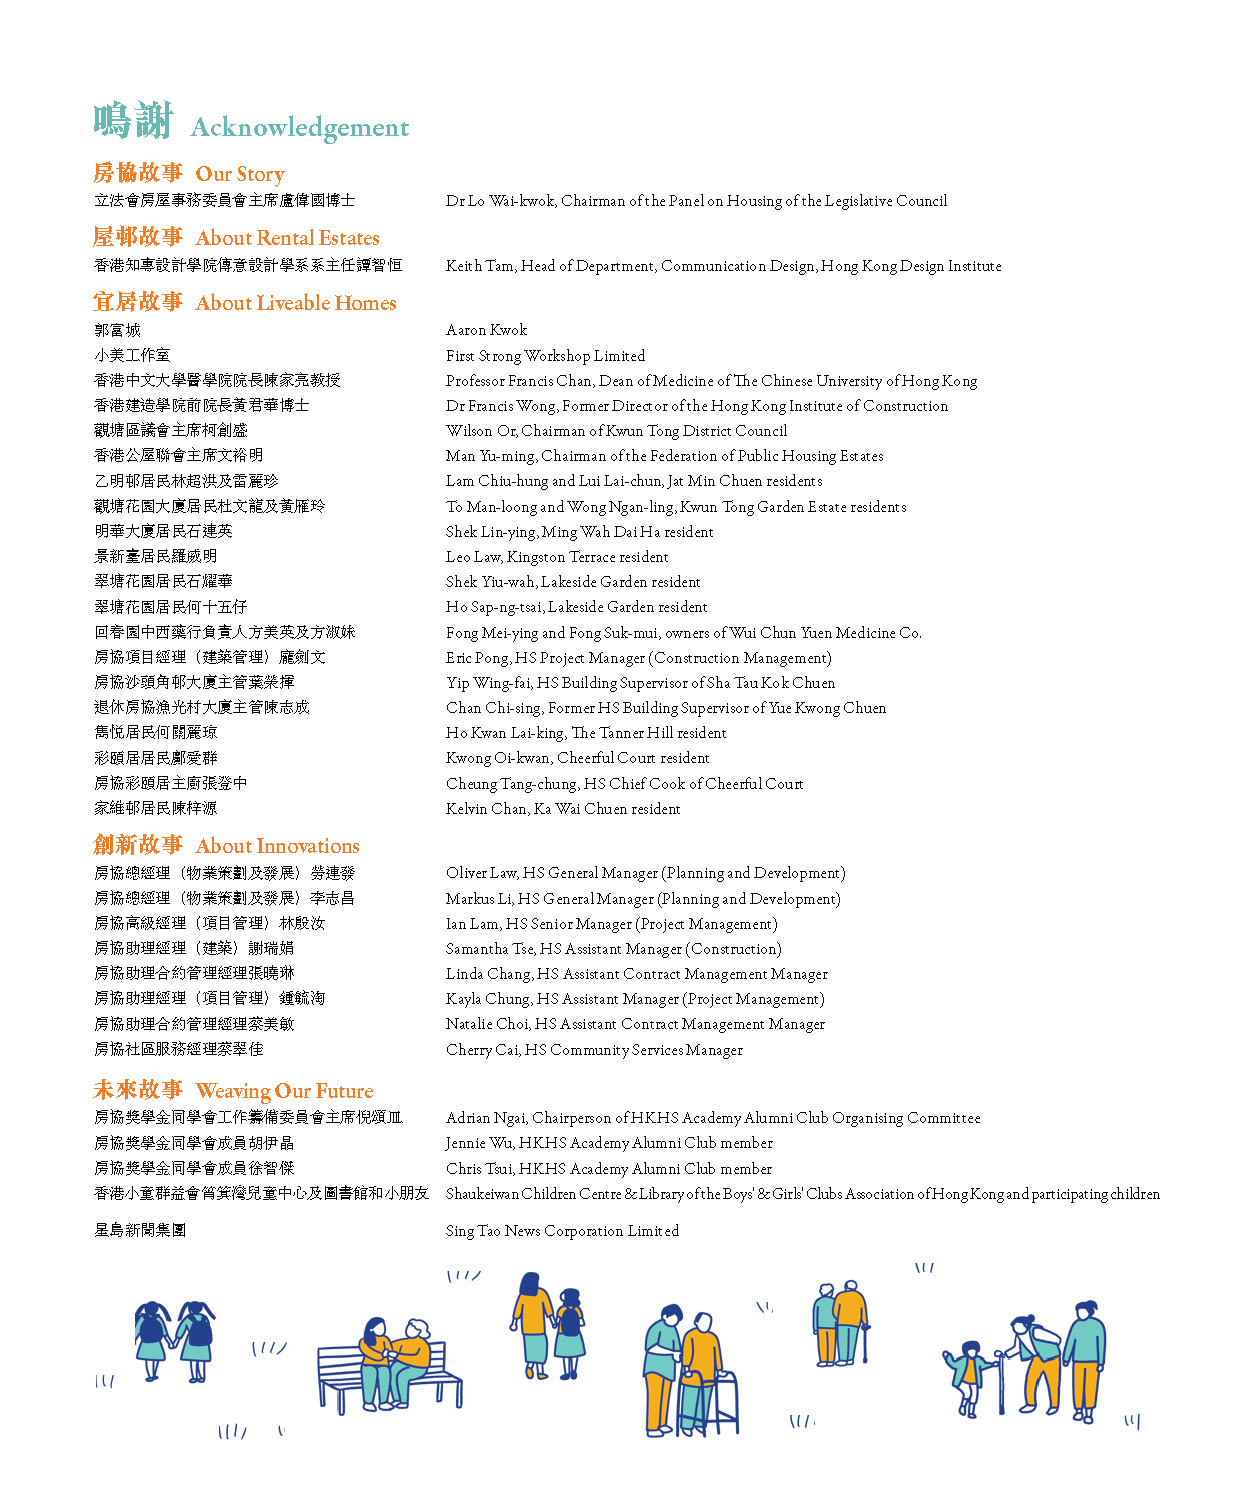 鳴謝 Acknowledgement
房協故事 Our Story
立法會房屋事務委員會主席盧偉國博士 Dr Lo Wai-kwok, Chairman of the Panel on Housing of the Legislative Council
屋邨故事 About Rental Estates
香港知專設計學院傳意設計學系系主任譚智恒 Keith Tam, Head of Department, Communication Design, Hong Kong Design Institute
宜居故事 About Liveable Homes
郭富城 Aaron Kwok
小美工作室 First Strong Workshop Limited
香港中文大學醫學院院長陳家亮教授 Professor Francis Chan, Dean of Medicine of The Chinese University of Hong Kong
香港建造學院前院長黃君華博士 Dr Francis Wong, Former Director of the Hong Kong Institute of Construction
觀塘區議會主席柯創盛 Wilson Or, Chairman of Kwun Tong District Council
香港公屋聯會主席文裕明 Man Yu-ming, Chairman of the Federation of Public Housing Estates
乙明邨居民林超洪及雷麗珍 Lam Chiu-hung and Lui Lai-chun, Jat Min Chuen residents
觀塘花園大廈居民杜文龍及黃雁玲 To Man-loong and Wong Ngan-ling, Kwun Tong Garden Estate residents
明華大廈居民石連英 Shek Lin-ying, Ming Wah Dai Ha resident
景新臺居民羅威明 Leo Law, Kingston Terrace resident
翠塘花園居民石耀華 Shek Yiu-wah, Lakeside Garden resident
翠塘花園居民何十五仔 Ho Sap-ng-tsai, Lakeside Garden resident
回春園中西藥行負責人方美英及方淑妹 Fong Mei-ying and Fong Suk-mui, owners of Wui Chun Yuen Medicine Co.
房協項目經理（建築管理）龐劍文 Eric Pong, HS Project Manager (Construction Management)
房協沙頭角邨大廈主管葉榮揮 Yip Wing-fai, HS Building Supervisor of Sha Tau Kok Chuen
退休房協漁光村大廈主管陳志成 Chan Chi-sing, Former HS Building Supervisor of Yue Kwong Chuen
雋悅居民何關麗琼 Ho Kwan Lai-king, The Tanner Hill resident
彩頤居居民鄺愛群 Kwong Oi-kwan, Cheerful Court resident
房協彩頤居主廚張登中 Cheung Tang-chung, HS Chief Cook of Cheerful Court
家維邨居民陳梓源 Kelvin Chan, Ka Wai Chuen resident
創新故事 About Innovations
房協總經理（物業策劃及發展）勞連發 Oliver Law, HS General Manager (Planning and Development)
房協總經理（物業策劃及發展）李志昌 Markus Li, HS General Manager (Planning and Development)
房協高級經理（項目管理）林殷汝 Ian Lam, HS Senior Manager (Project Management)
房協助理經理（建築）謝瑞娟 Samantha Tse, HS Assistant Manager (Construction)
房協助理合約管理經理張曉琳 Linda Chang, HS Assistant Contract Management Manager
房協助理經理（項目管理）鍾毓淘 Kayla Chung, HS Assistant Manager (Project Management)
房協助理合約管理經理蔡美敏 Natalie Choi, HS Assistant Contract Management Manager
房協社區服務經理蔡翠佳 Cherry Cai, HS Community Services Manager
未來故事 Weaving Our Future
房協獎學金同學會工作籌備委員會主席倪頌皿 Adrian Ngai, Chairperson of HKHS Academy Alumni Club Organising Committee
房協獎學金同學會成員胡伊晶 Jennie Wu, HKHS Academy Alumni Club member
房協獎學金同學會成員徐智傑 Chris Tsui, HKHS Academy Alumni Club member
香港小童群益會筲箕灣兒童中心及圖書館和小朋友 Shaukeiwan Children Centre & Library of the Boys' & Girls' Clubs Association of Hong Kong and participating children
星島新聞集團 Sing Tao News Corporation Limited